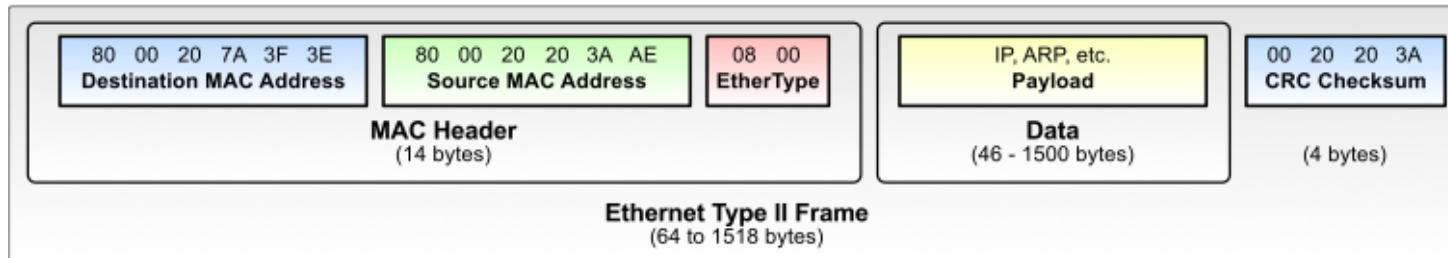 80 00 20 7A 3F 3E
Destination MAC Address
80 00 20 20 3A AE
Source MAC Address
08 00
EtherType
MAC Header
(14 bytes)
IP, ARP, etc.
Payload
Data
(46 - 1500 bytes)
00 20 20 3A
CRC Checksum
(4 bytes)
Ethernet Type II Frame
(64 to 1518 bytes)